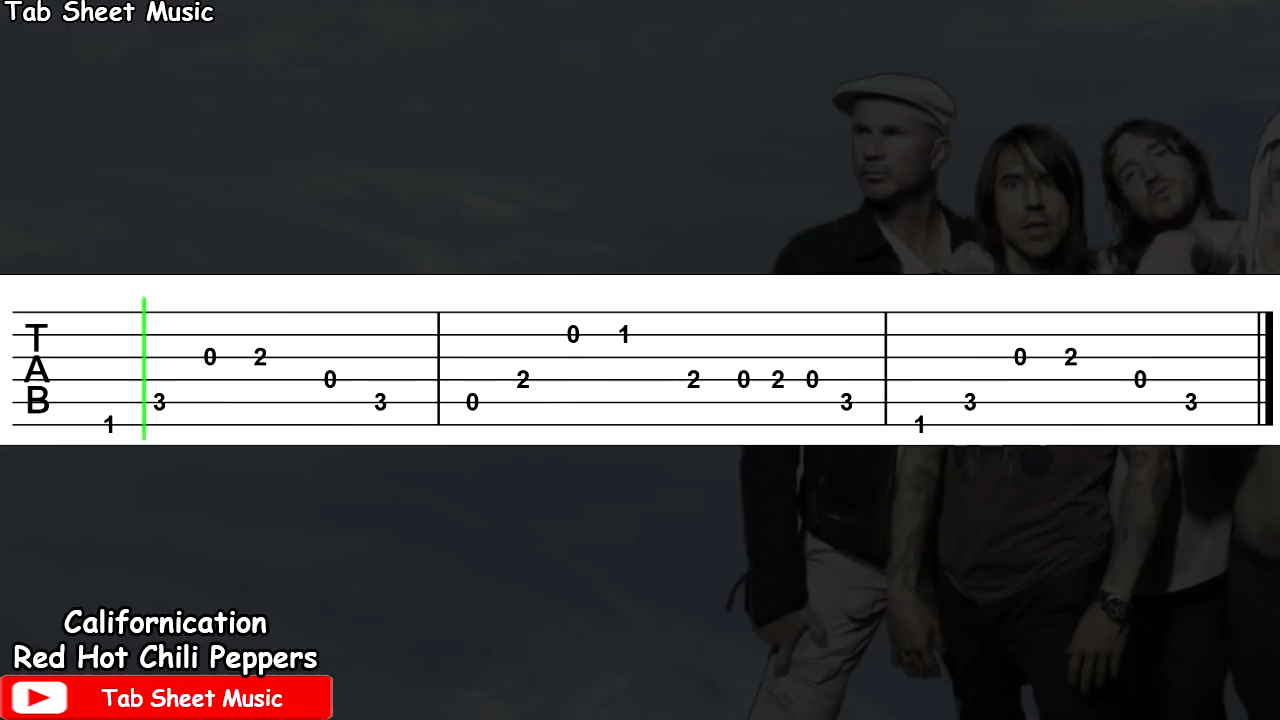 Tab Sheet Music
0 1
T
0 2 0 2
A 0 2 0 2 0 0
B 3 3 0 3 3 3
1 1
Californication
Red Hot Chili Peppers
Tab Sheet Music